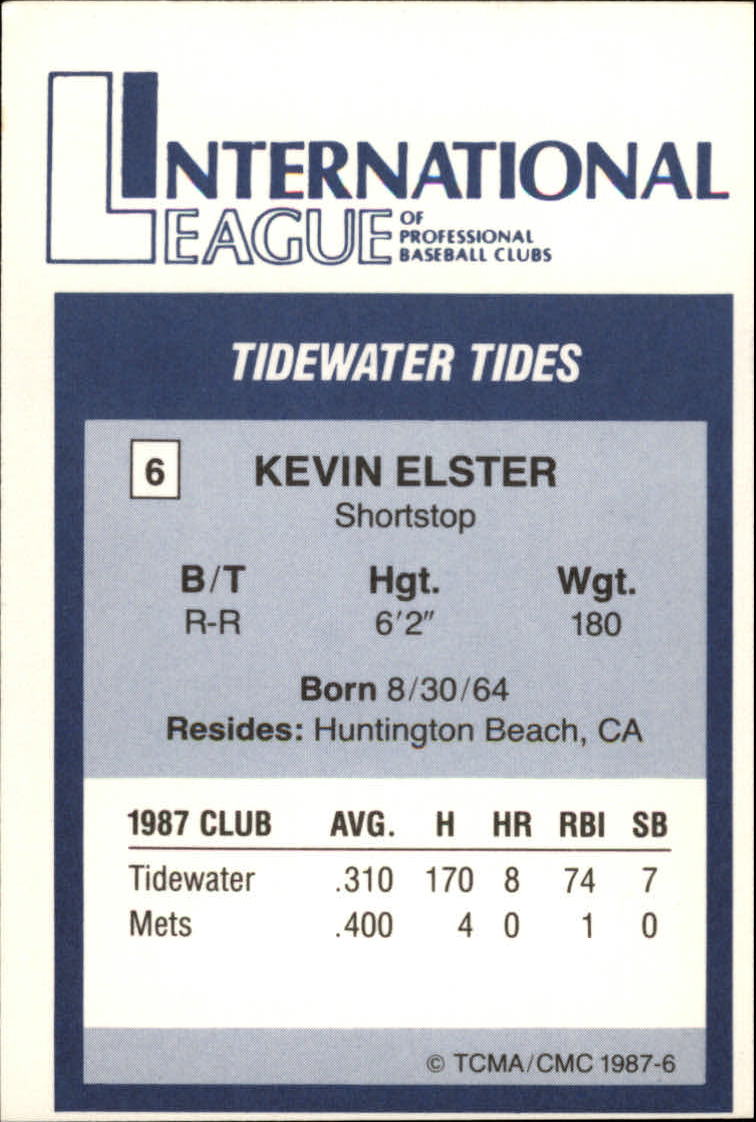 INTERNATIONAL
LEAGUE OF
PROFESSIONAL
BASEBALL CLUBS
TIDEWATER TIDES
6 KEVIN ELSTER
Shortstop
B/T Hgt. Wgt.
R-R 6'2" 180
Born 8/30/64
Resides: Huntington Beach, CA
1987 CLUB AVG. H HR RBI SB
Tidewater .310 170 8 74 7
Mets .400 4 0 1 0
© TCMA/CMC 1987-6